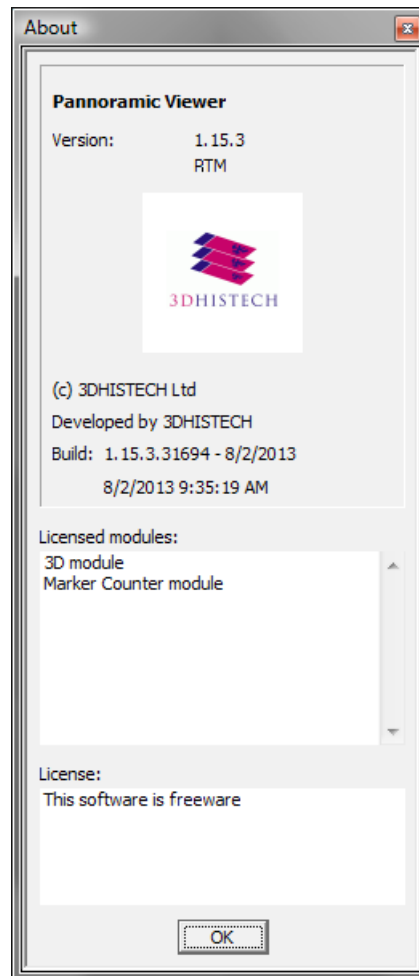 About
Pannoramic Viewer
Version: 1.15.3
RTM
3DHISTECH
(c) 3DHISTECH Ltd
Developed by 3DHISTECH
Build: 1.15.3.31694 - 8/2/2013
8/2/2013 9:35:19 AM
Licensed modules:
3D module
Marker Counter module
License:
This software is freeware
OK